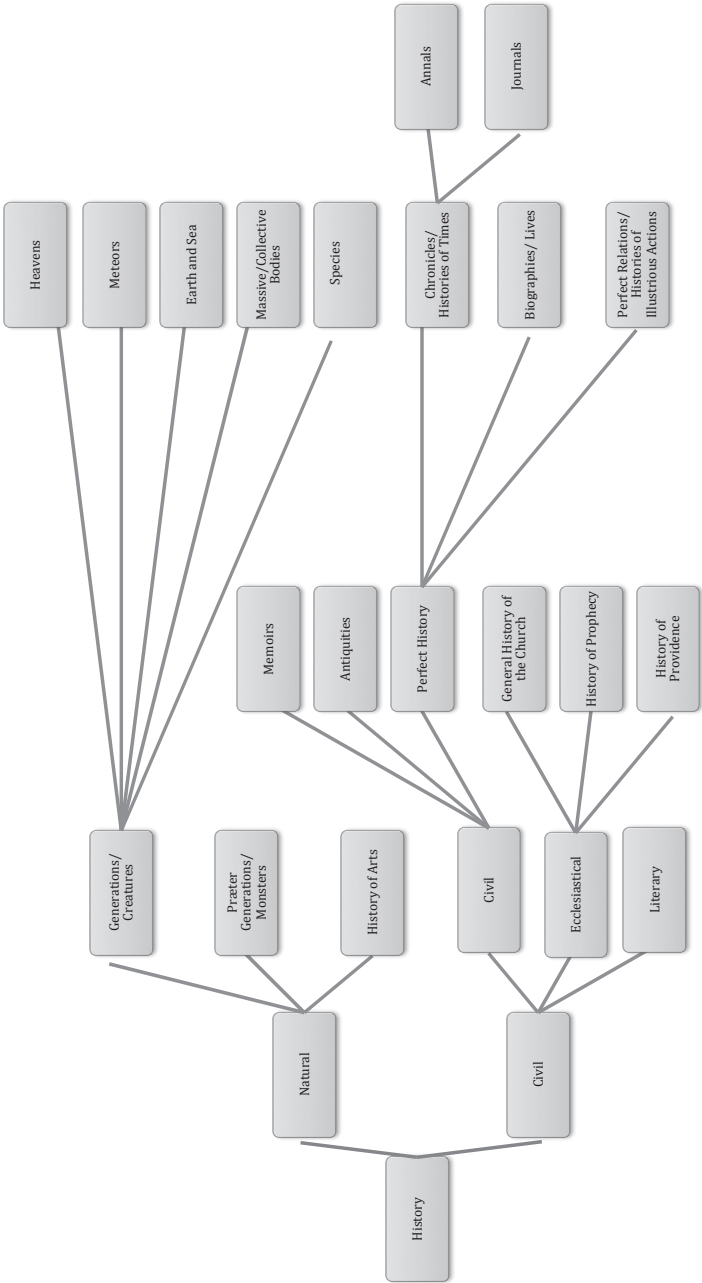 History
Natural
Civil
Generations/
Creatures
Præter
Generations/
Monsters
History of Arts
Civil
Ecclesiastical
Literary
Memoirs
Antiquities
Perfect History
General History of
the Church
History of Prophecy
History of
Providence
Heavens
Meteors
Earth and Sea
Massive/Collective
Bodies
Species
Chronicles/
Histories of Times
Biographies/ Lives
Perfect Relations/
Histories of
Illustrious Actions
Annals
Journals